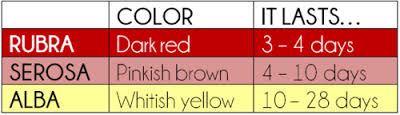 COLOR IT LASTS...
RUBRA Dark red 3 – 4 days
SEROSA Pinkish brown 4 – 10 days
ALBA Whitish yellow 10 – 28 days